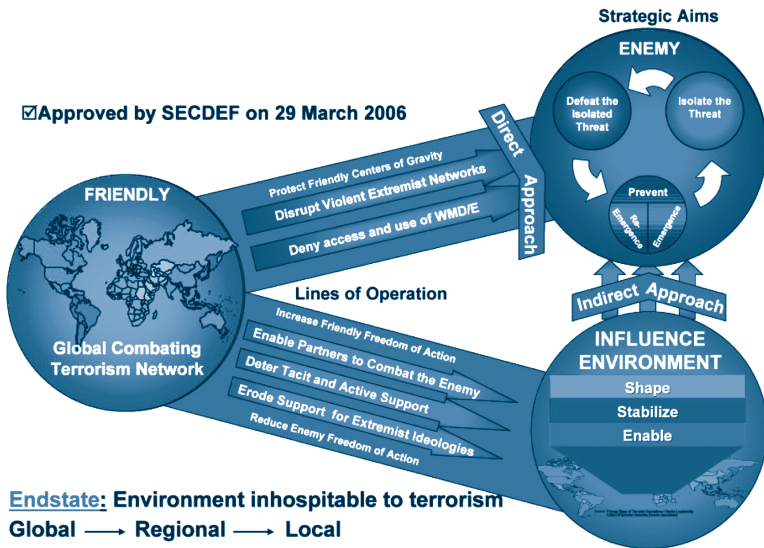 Strategic Aims
ENEMY
Defeat the
Isolated
Threat
Isolate the
Threat
Prevent
Re-
Emergence
Emergence
☑Approved by SECDEF on 29 March 2006
Direct
Approach
Protect Friendly Centers of Gravity
Disrupt Violent Extremist Networks
Deny access and use of WMD/E
FRIENDLY
Global Combating
Terrorism Network
Lines of Operation
Increase Friendly Freedom of Action
Enable Partners to Combat the Enemy
Deter Tacit and Active Support
Erode Support for Extremist Ideologies
Reduce Enemy Freedom of Action
Indirect Approach
INFLUENCE
ENVIRONMENT
Shape
Stabilize
Enable
Endstate: Environment inhospitable to terrorism
Global → Regional → Local